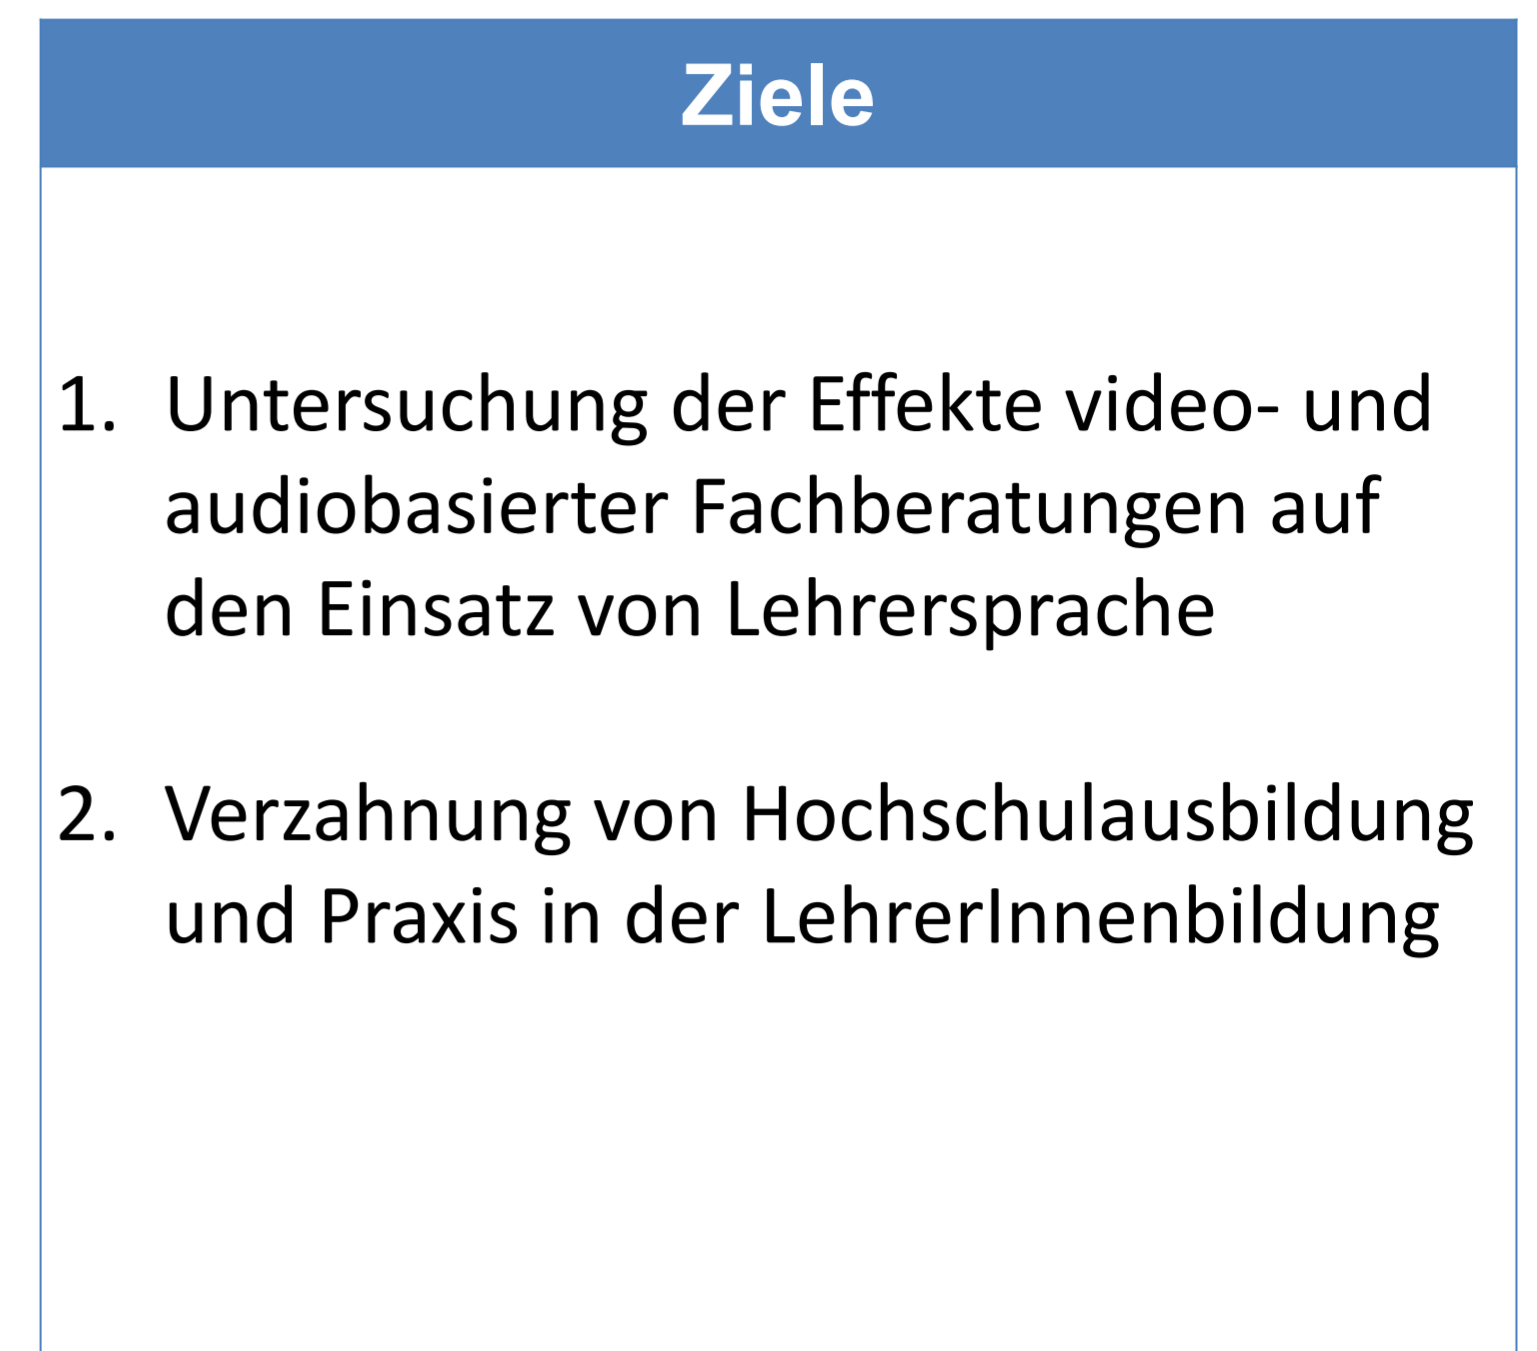 Ziele
1. Untersuchung der Effekte video- und
audiobasierter Fachberatungen auf
den Einsatz von Lehrersprache
2. Verzahnung von Hochschulausbildung
und Praxis in der LehrerInnenbildung